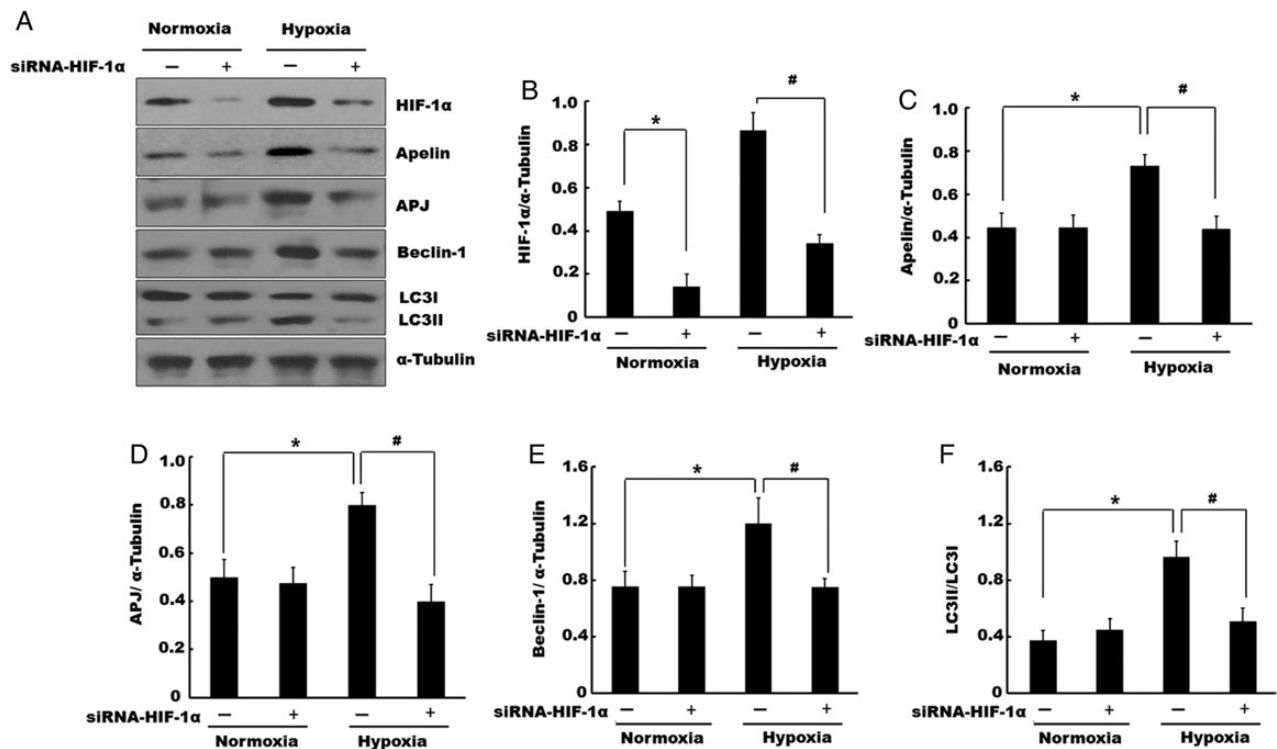 A
Normoxia Hypoxia
siRNA-HIF-1α − + − +
HIF-1α
Apelin
APJ
Beclin-1
LC3I
LC3II
α-Tubulin
B
* #
HIF-1α/α-Tubulin
1.0
0.8
0.6
0.4
0.2
0
siRNA-HIF-1α − + − +
Normoxia Hypoxia
C
* #
Apelin/α-Tubulin
1.0
0.8
0.6
0.4
0.2
0
siRNA-HIF-1α − + − +
Normoxia Hypoxia
D
* #
APJ/ α-Tubulin
1.0
0.8
0.6
0.4
0.2
0
siRNA-HIF-1α − + − +
Normoxia Hypoxia
E
* #
Beclin-1/ α-Tubulin
1.6
1.2
0.8
0.4
0
siRNA-HIF-1α − + − +
Normoxia Hypoxia
F
* #
LC3II/LC3I
1.6
1.2
0.8
0.4
0
siRNA-HIF-1α − + − +
Normoxia Hypoxia